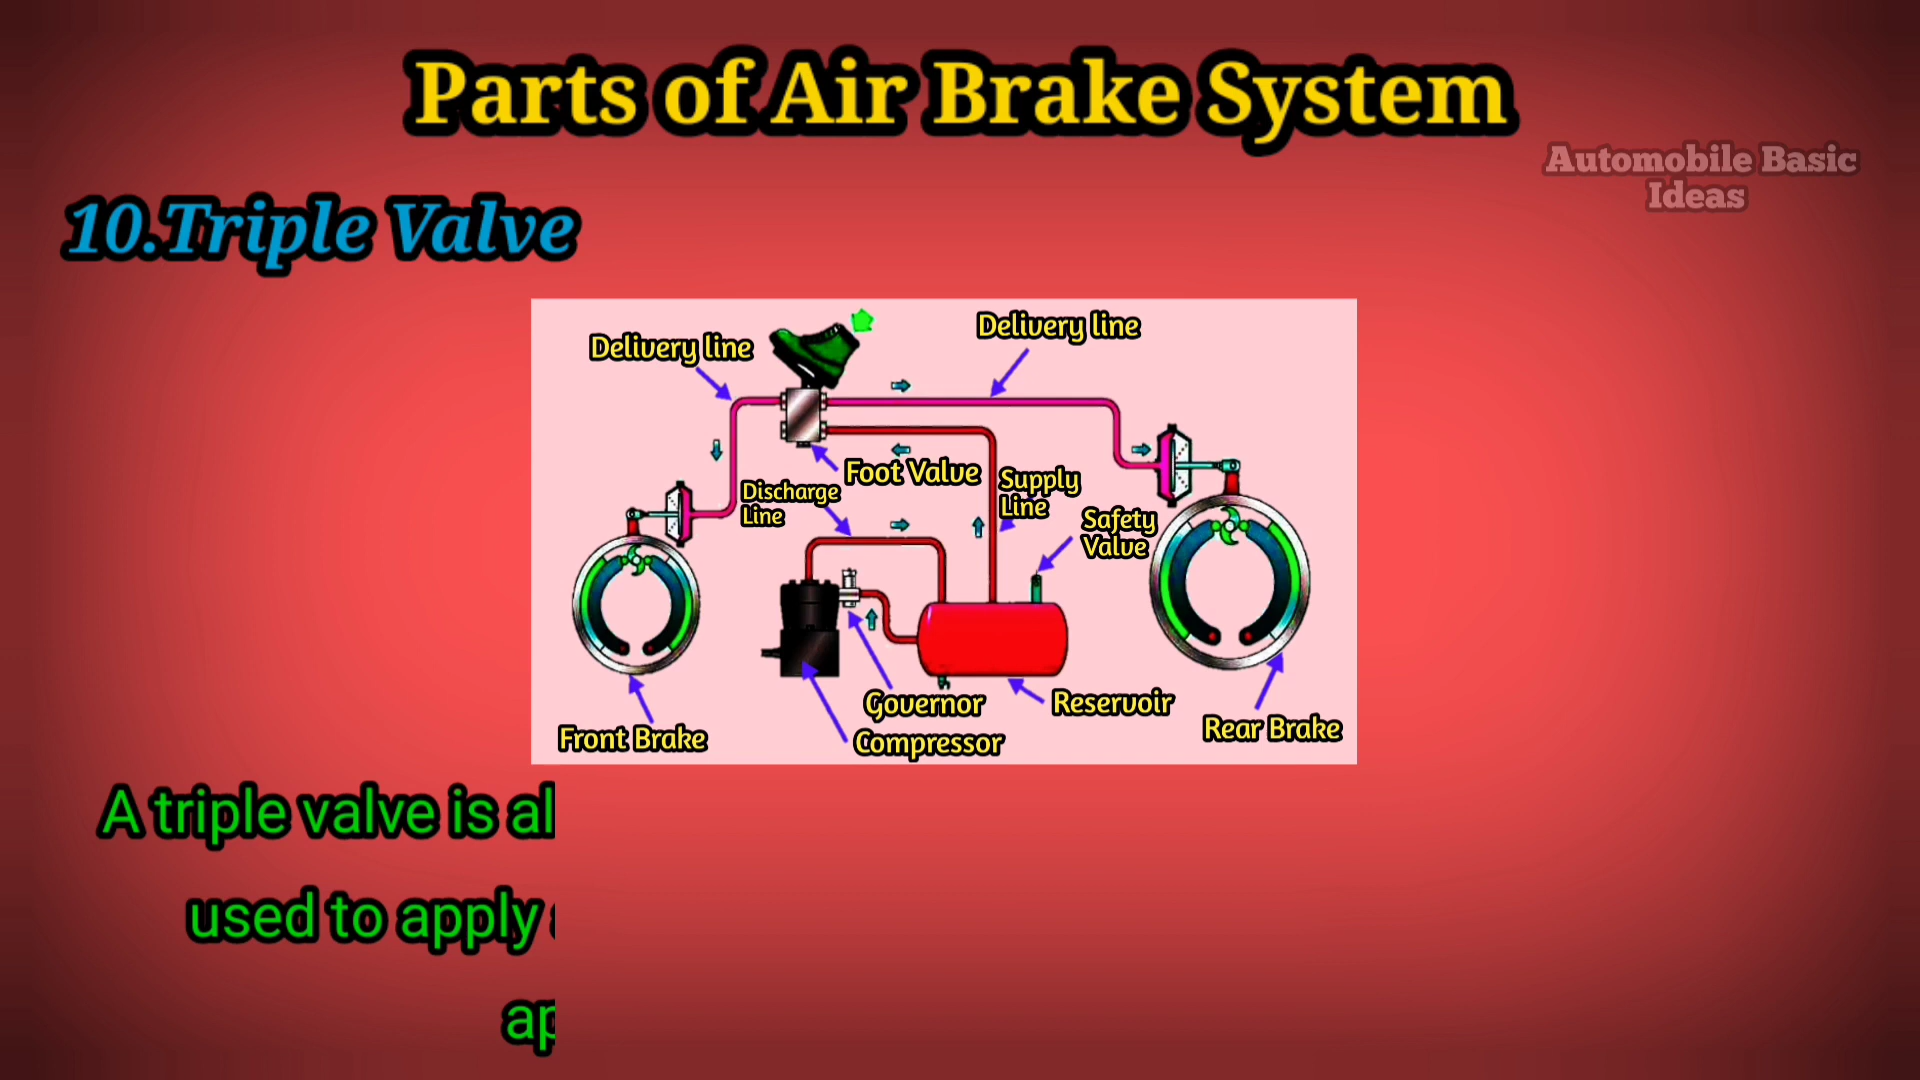 Parts of Air Brake System
Automobile Basic
Ideas
10.Triple Valve
Delivery line
Delivery line
Foot Valve
Supply
Line
Discharge
Line
Safety
Valve
Governor
Reservoir
Compressor
Front Brake
Rear Brake
A triple valve is al
used to apply
ap